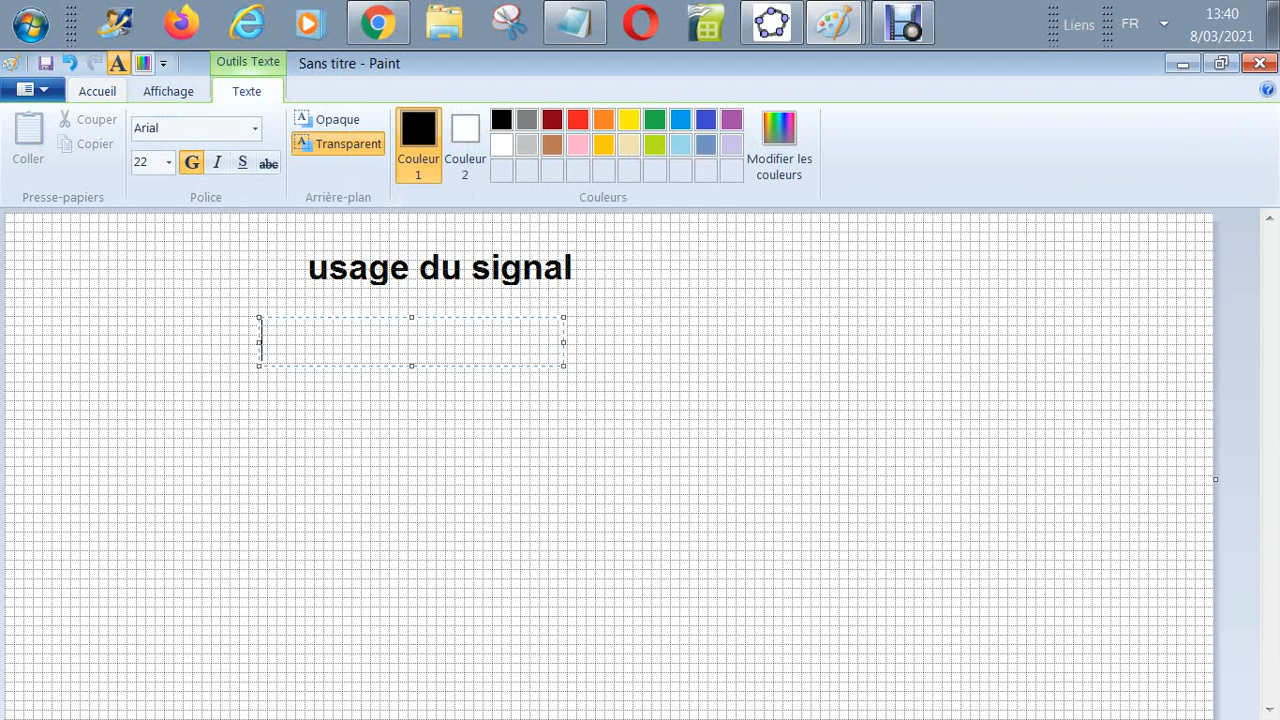 Liens
FR
13:40
8/03/2021
Outils Texte
Sans titre - Paint
Accueil
Affichage
Texte
Coller
Couper
Copier
Presse-papiers
Arial
22
G I S abc
Police
Opaque
Transparent
Arrière-plan
Couleur 1
Couleur 2
Modifier les couleurs
Couleurs
usage du signal